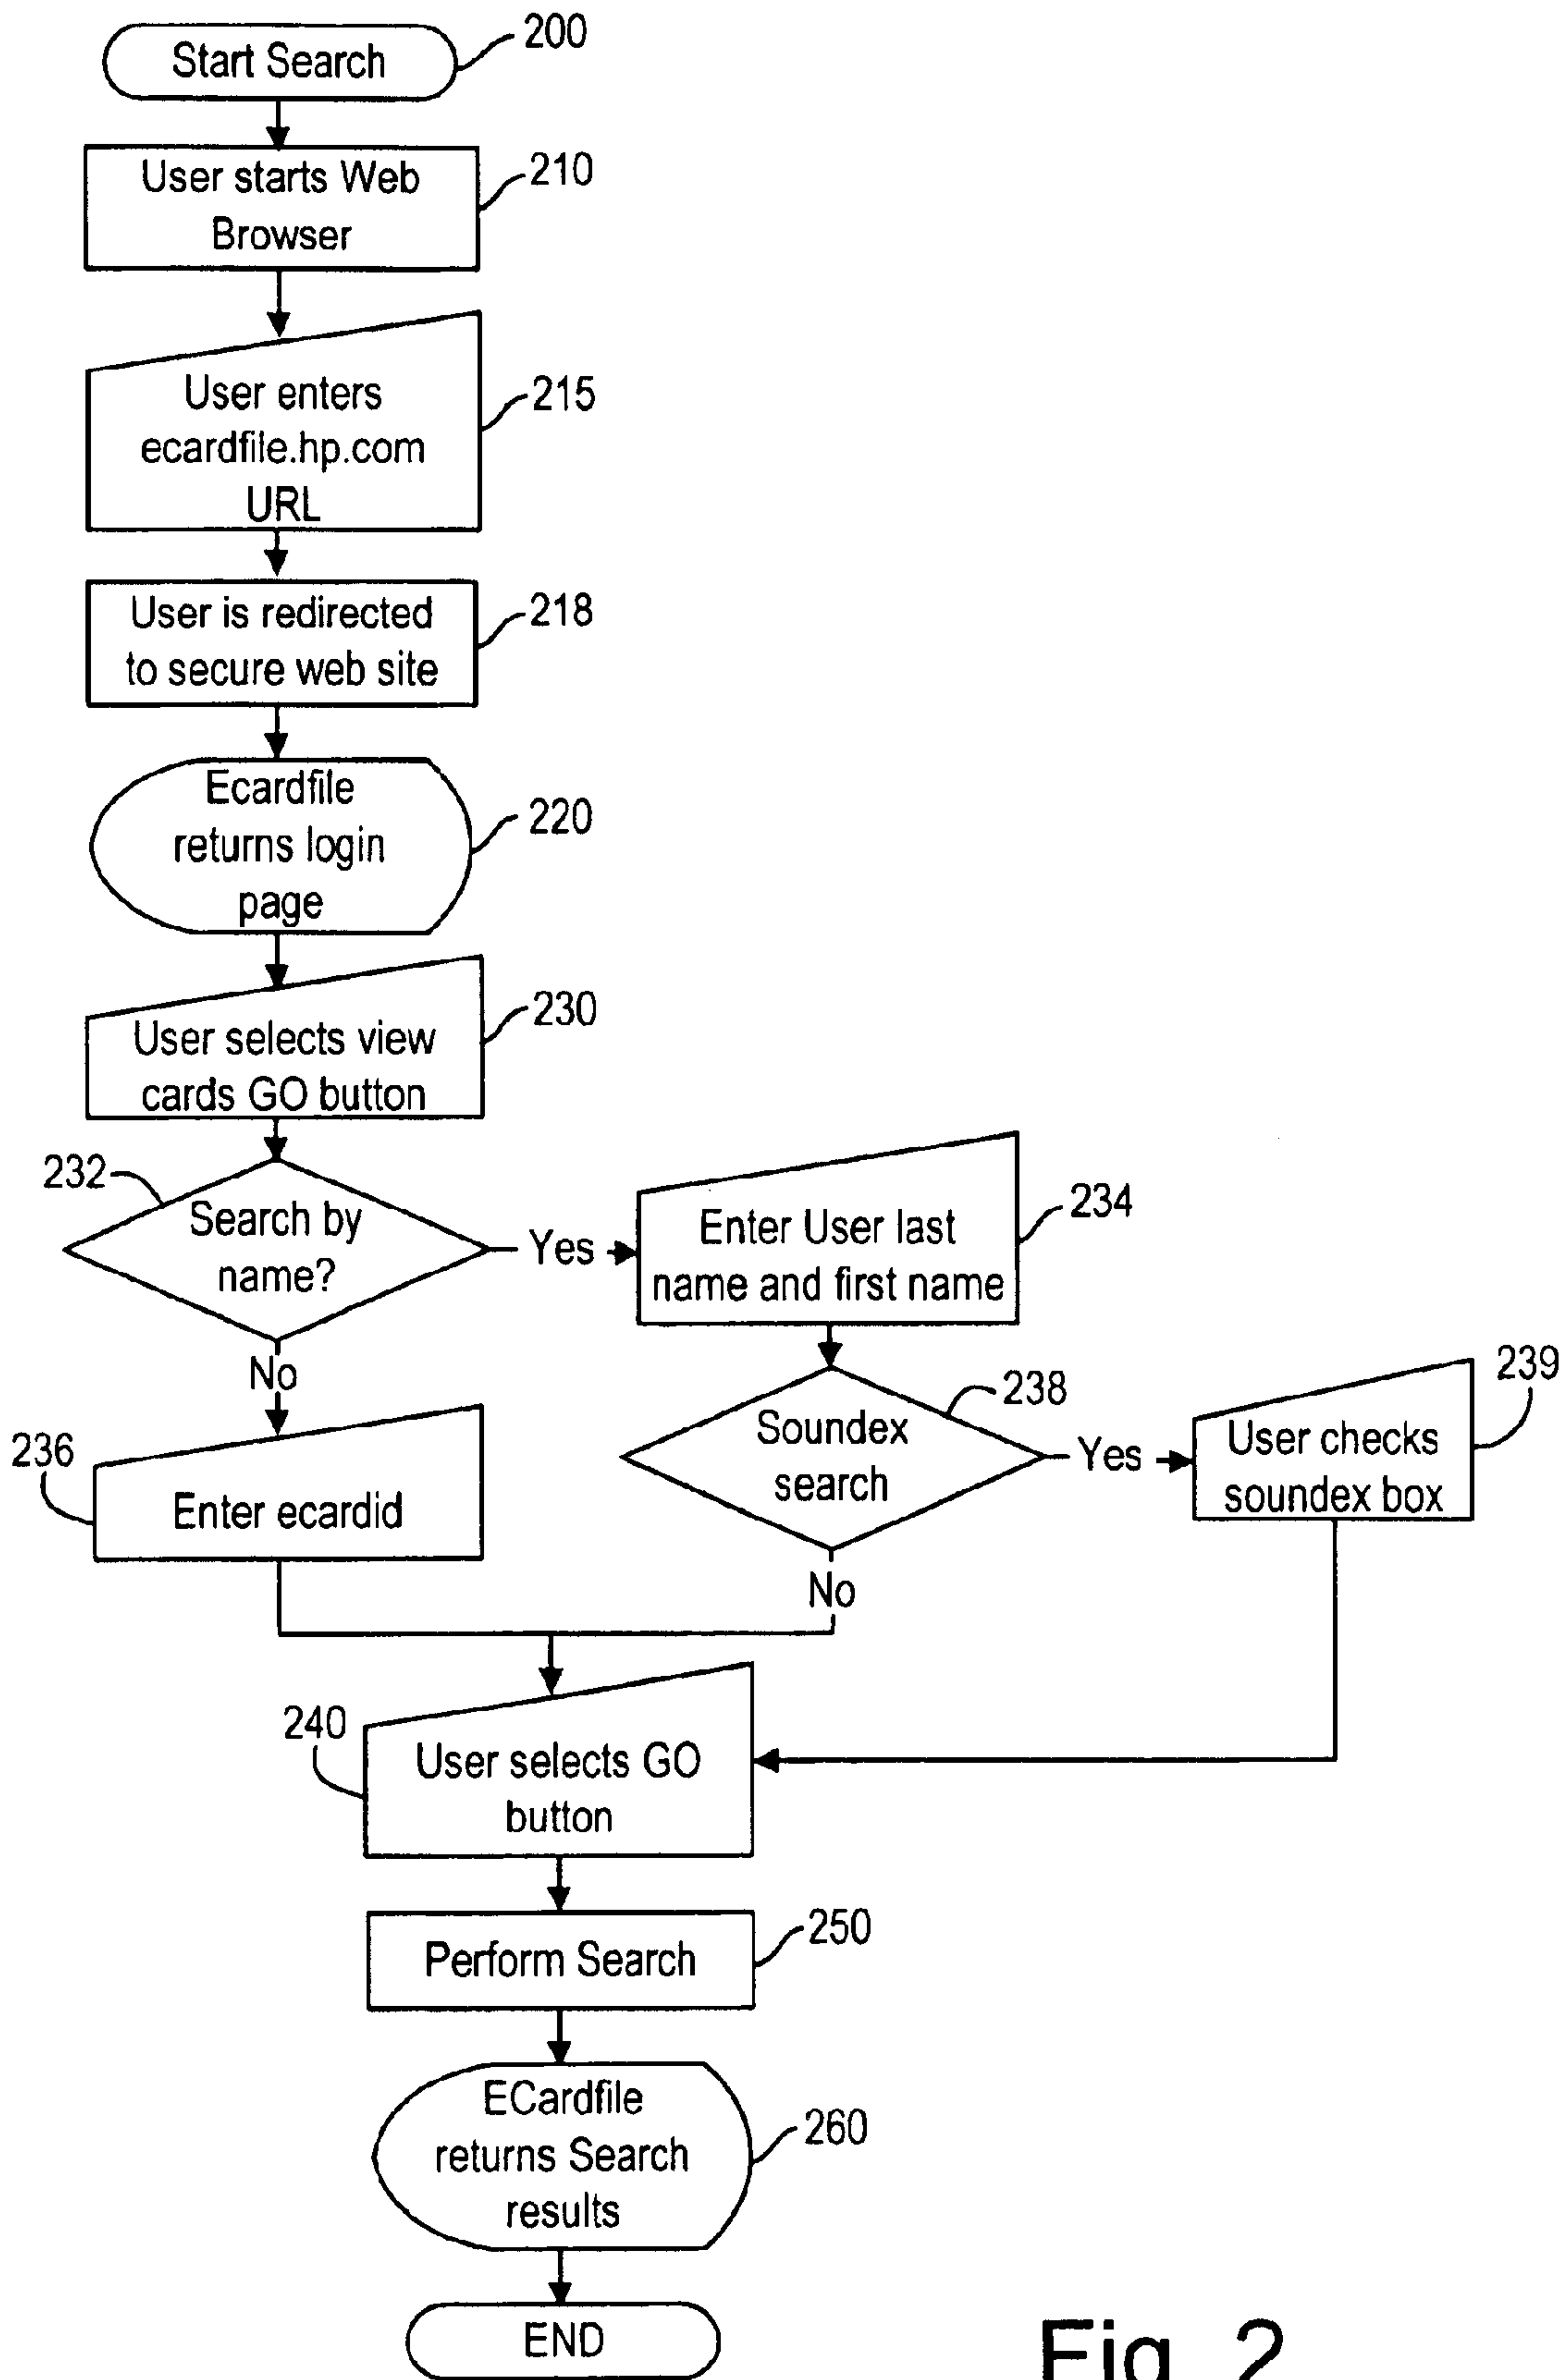 Start Search
200
User starts Web
Browser
210
User enters
ecardfile.hp.com
URL
215
User is redirected
to secure web site
218
Ecardfile
returns login
page
220
User selects view
cards GO button
230
232
Search by
name?
Yes
Enter User last
name and first name
234
No
236
Enter ecardid
Soundex
search
238
Yes
User checks
soundex box
239
No
240
User selects GO
button
Perform Search
250
ECardfile
returns Search
results
260
END
Fig. 2